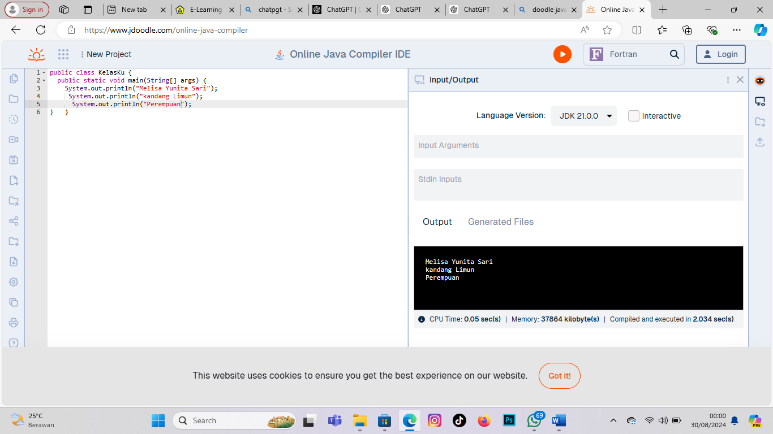 Sign in
New tab
E-Learning
chatpgt - S
ChatGPT | C
ChatGPT
ChatGPT
doodle java
Online Java
https://www.jdoodle.com/online-java-compiler
New Project
Online Java Compiler IDE
Fortran
Login
1 public class KelasKu {
2 public static void main(String[] args) {
3 System.out.println("Melisa Yunita Sari");
4 System.out.println("kandang Limun");
5 System.out.println("Perempuan");
6 } }
Input/Output
Language Version: JDK 21.0.0 Interactive
Input Arguments
Stdin Inputs
Output Generated Files
Melisa Yunita Sari
kandang Limun
Perempuan
CPU Time: 0.05 sec(s) | Memory: 37864 kilobyte(s) | Compiled and executed in 2.034 sec(s)
This website uses cookies to ensure you get the best experience on our website. Got it!
25°C
Berawan
Search
69
00:00
30/08/2024